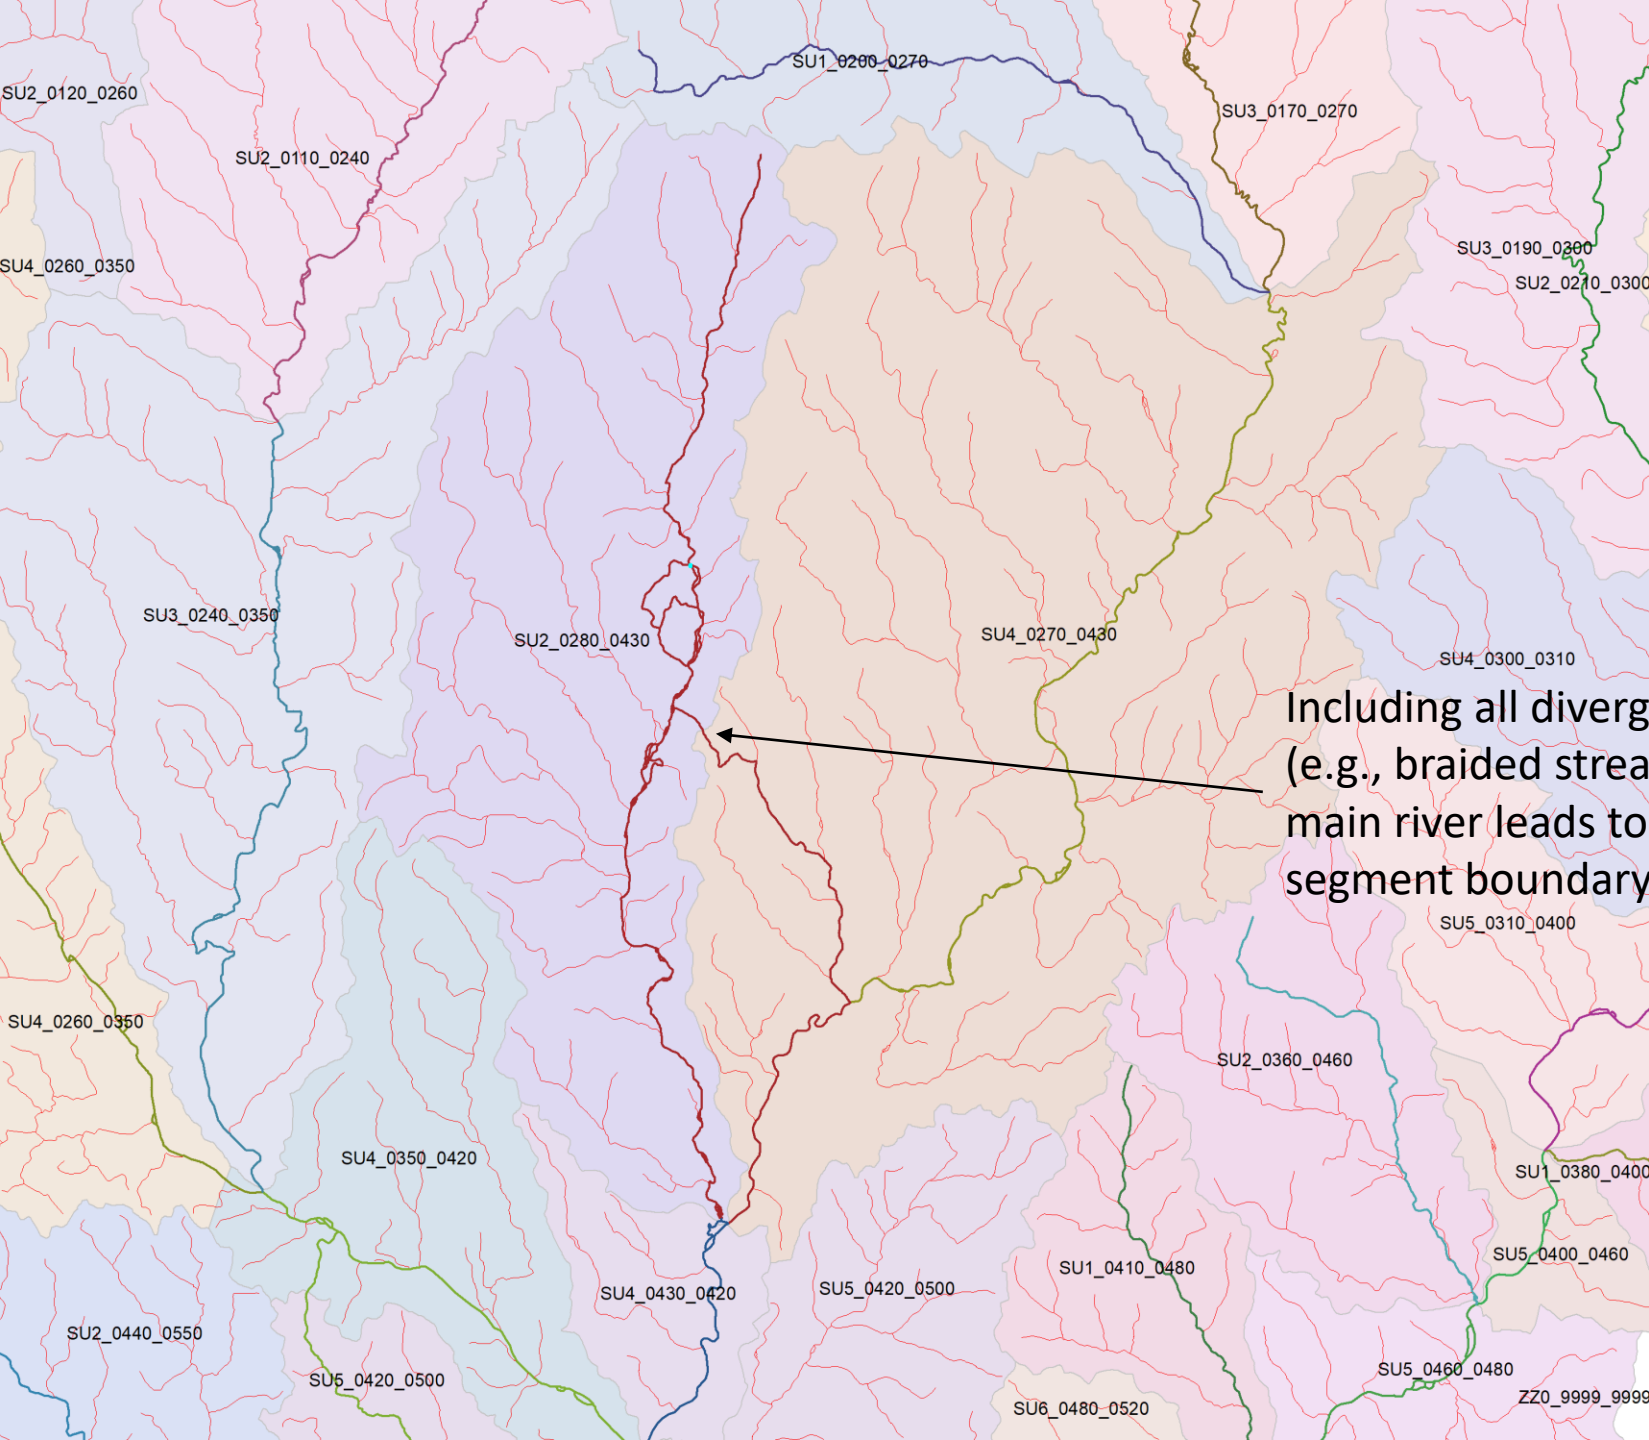 SU1_0200_0270
SU2_0120_0260
SU3_0170_0270
SU2_0110_0240
SU3_0190_0300
SU4_0260_0350
SU2_0210_0300
SU3_0240_0350
SU2_0280_0430
SU4_0270_0430
SU4_0300_0310
Including all diverg
(e.g., braided strea
main river leads to
segment boundary
SU5_0310_0400
SU4_0260_0350
SU2_0360_0460
SU4_0350_0420
SU1_0380_0400
SU5_0400_0460
SU1_0410_0480
SU5_0420_0500
SU4_0430_0420
SU2_0440_0550
SU5_0460_0480
SU5_0420_0500
ZZ0_9999_9999
SU6_0480_0520